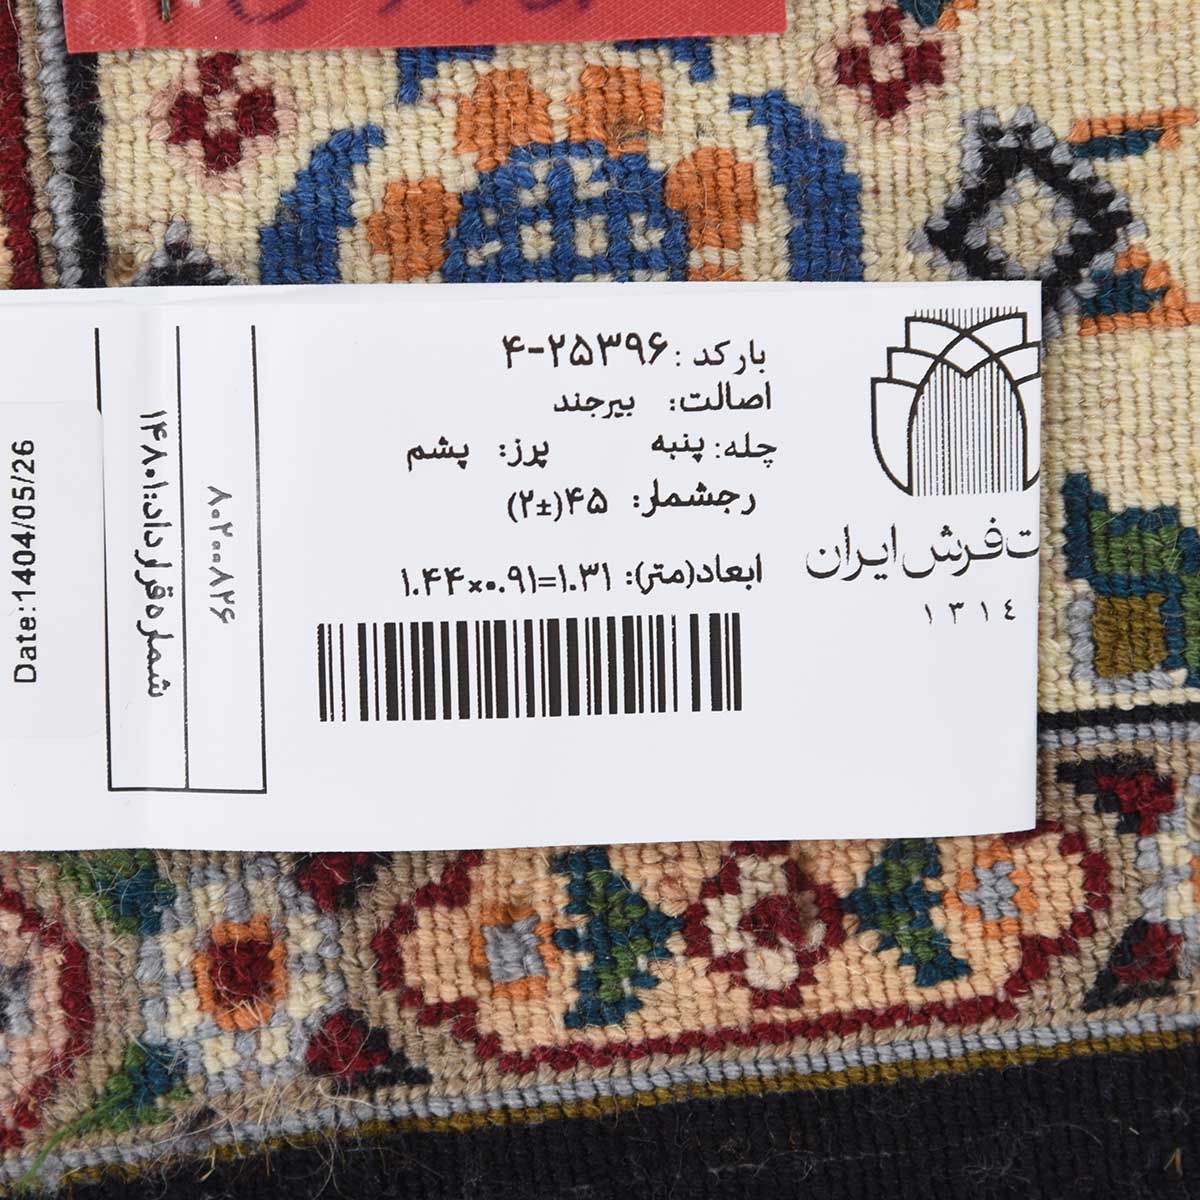 بارکد: ۴-۲۵۳۹۶
اصالت: بیرجند
چله: پنبه پرز: پشم
رجشمار: ۴۵(±۲)
ابعاد(متر): ۱.۴۴×۰.۹۱=۱.۳۱
ت فرش ایران
۱۳۱۴
شماره قرارداد: ۱۴۸۰۱
۸۰۲۰۰۸۲۶
Date:1404/05/26